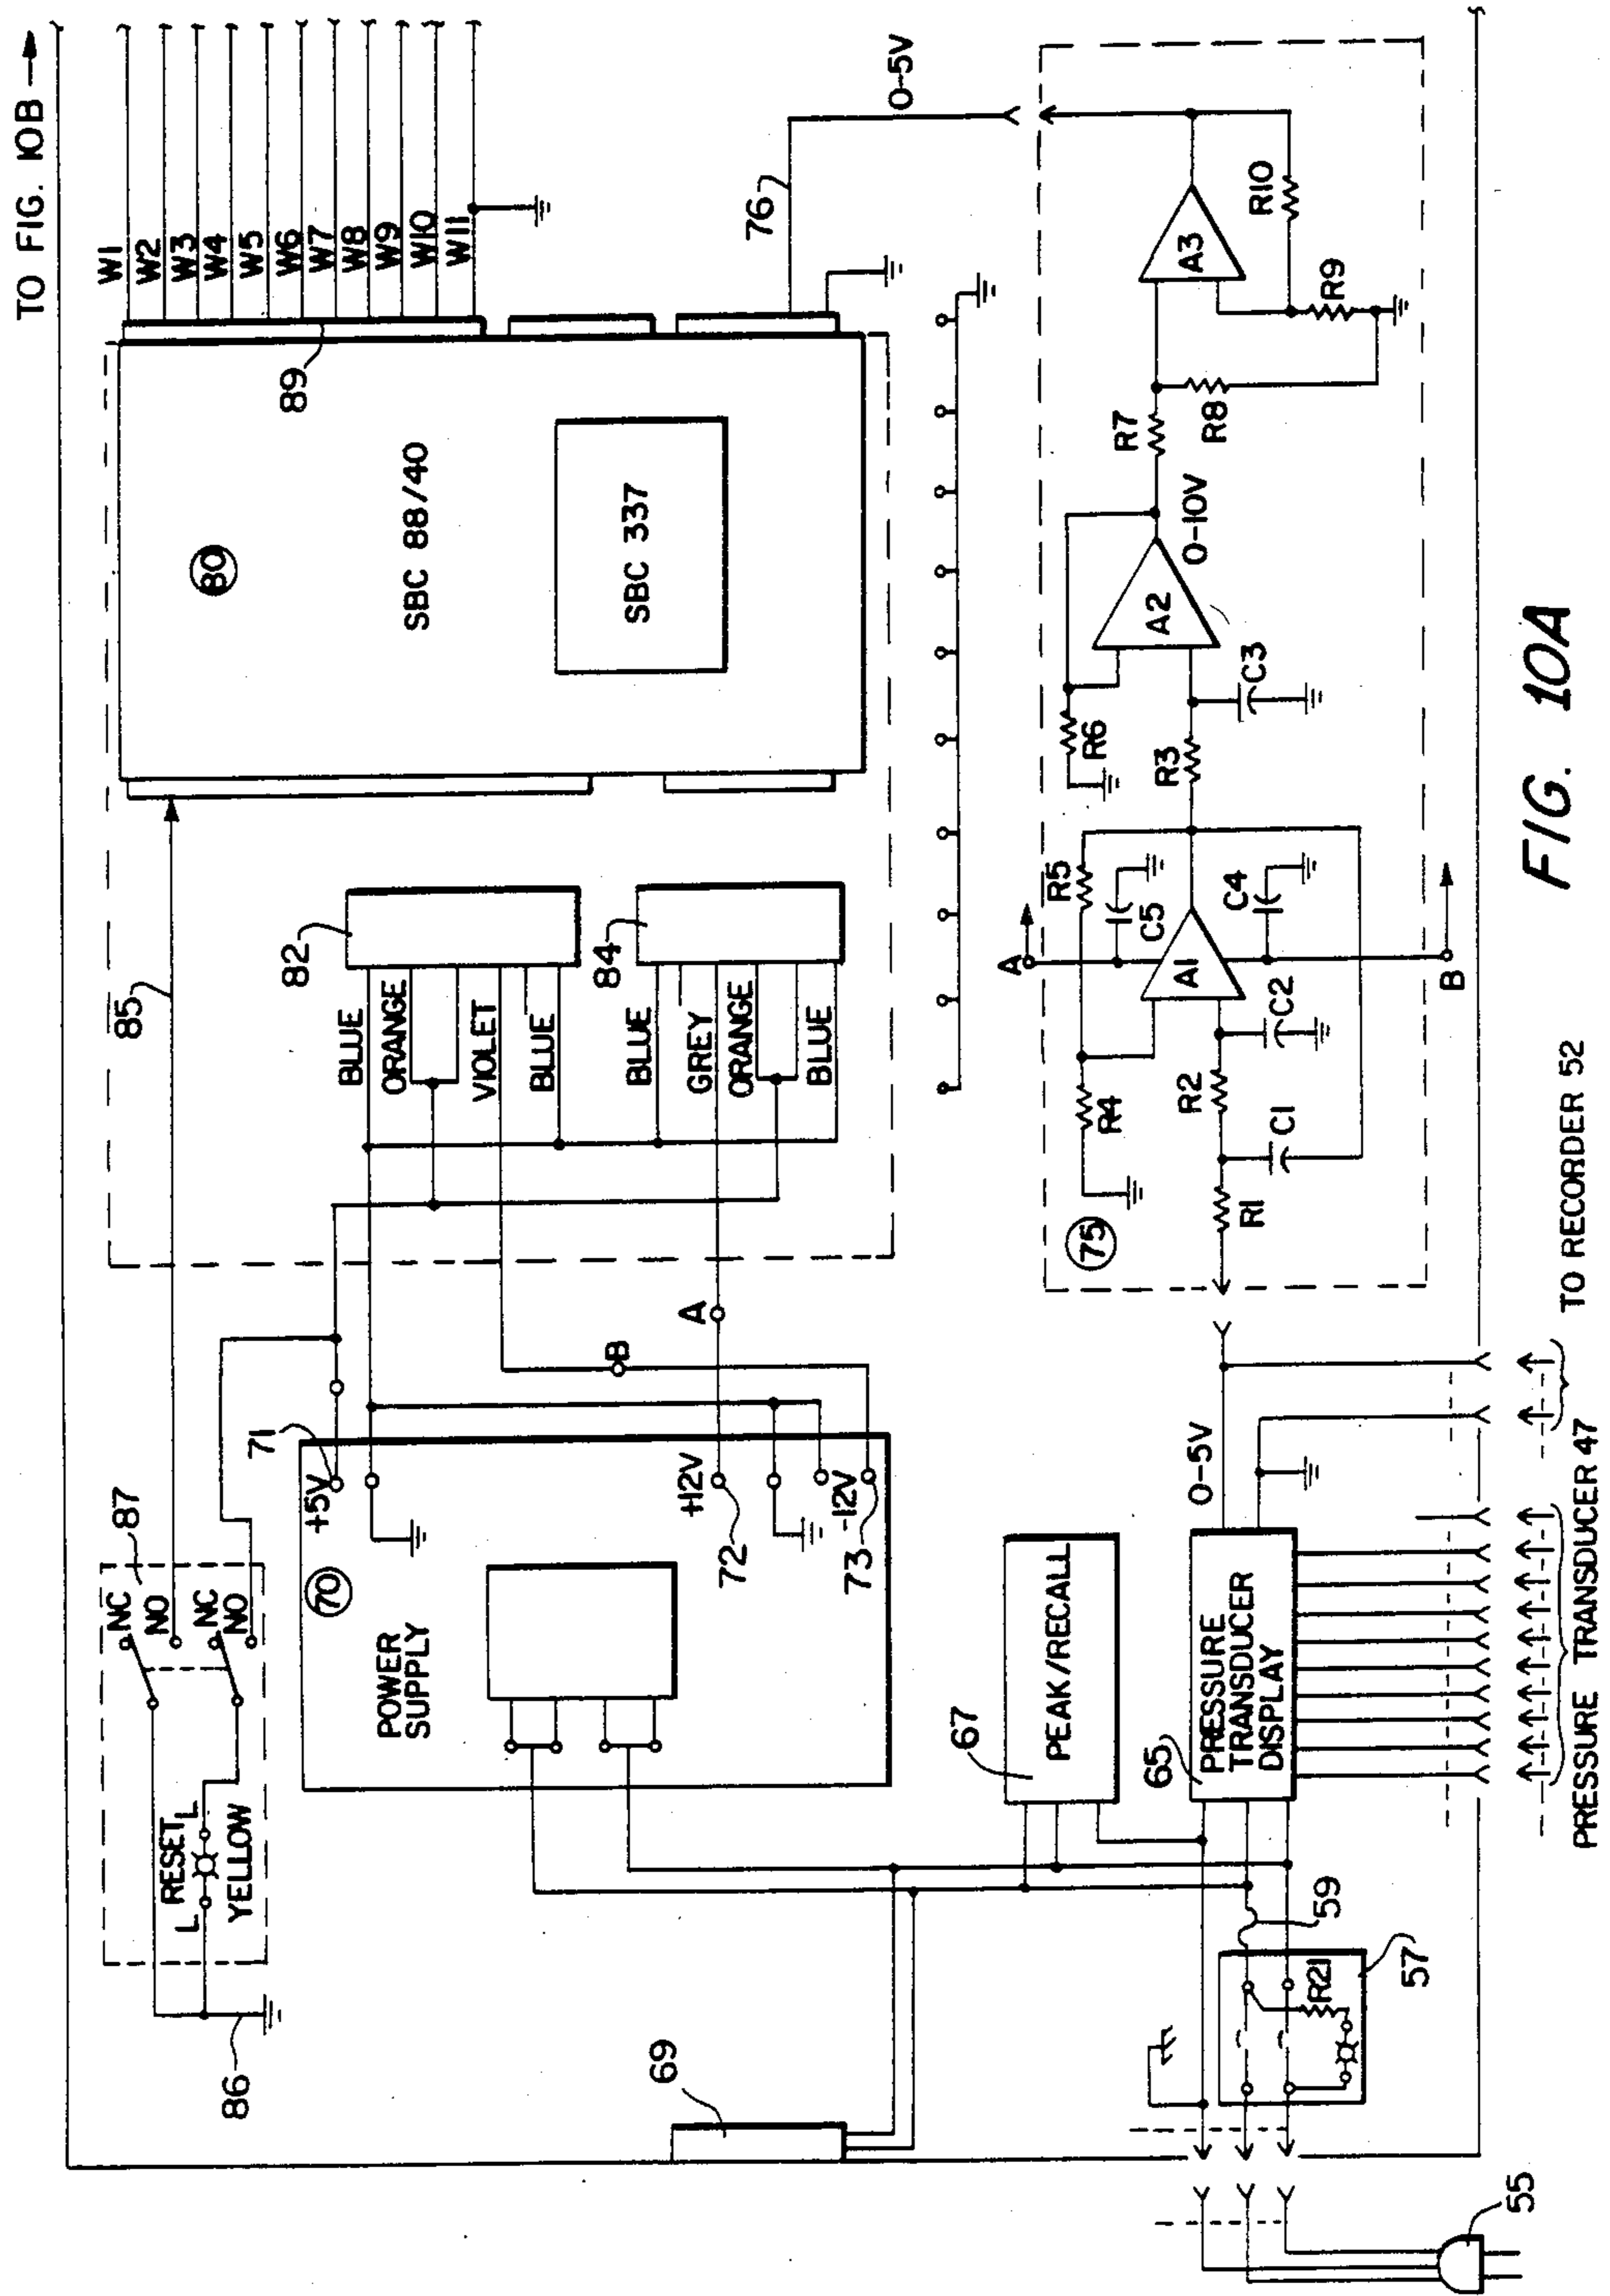 TO FIG. 10B
W1
W2
W3
W4
W5
W6
W7
W8
W9
W10
W11
89
80
SBC 88/40
SBC 337
76
0-5V
85
82
BLUE
ORANGE
VIOLET
BLUE
84
BLUE
GREY
ORANGE
BLUE
A
B
87
NC
NO
NC
NO
L RESET L
YELLOW
86
71
+5V
70
POWER
SUPPLY
+12V
72
-12V
73
69
67
PEAK/RECALL
65
PRESSURE
TRANSDUCER
DISPLAY
0-5V
59
57
R21
55
75
R1
R2
C1
C2
R4
R5
A
C5
A1
C4
B
R3
R6
C3
A2
0-10V
R7
R8
A3
R9
R10
PRESSURE TRANSDUCER 47
TO RECORDER 52
FIG. 10A